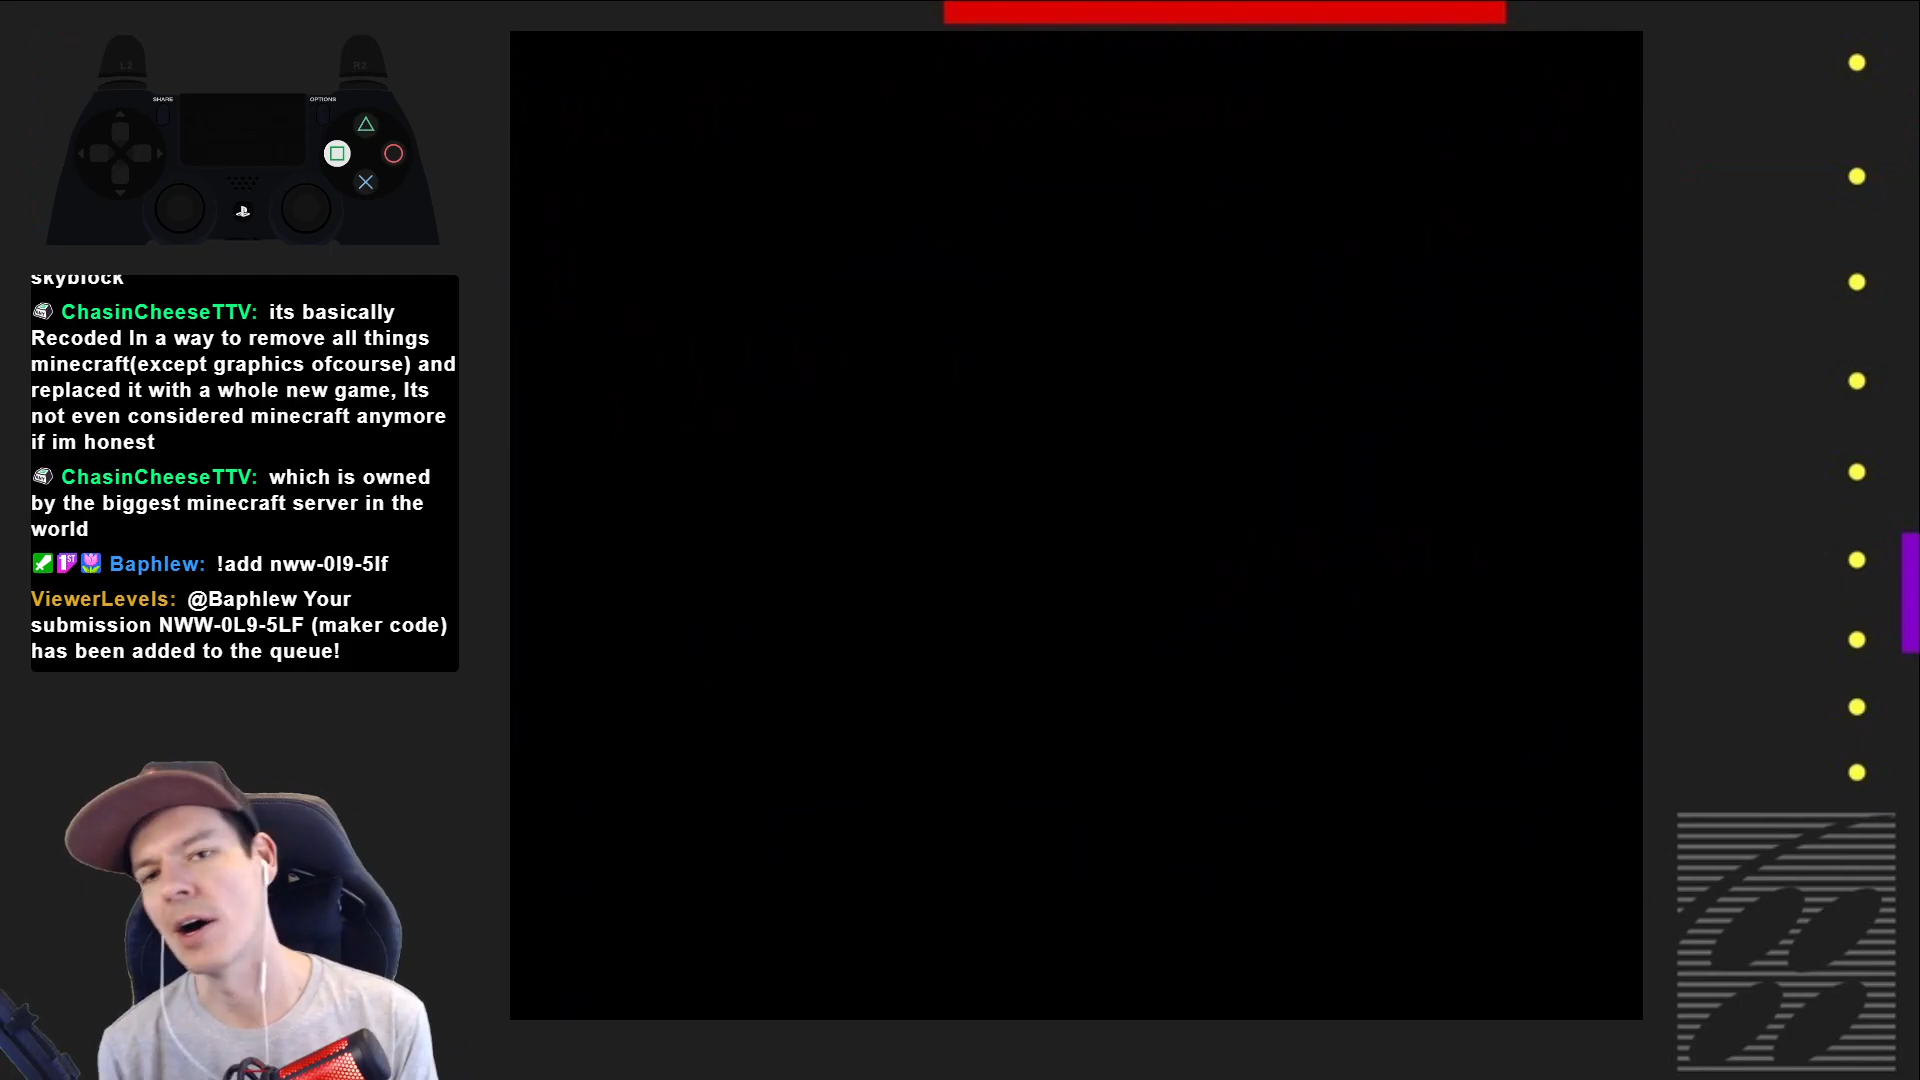 L2
R2
SHARE
OPTIONS
skyblock
ChasinCheeseTTV: its basically
Recoded In a way to remove all things
minecraft(except graphics ofcourse) and
replaced it with a whole new game, Its
not even considered minecraft anymore
if im honest
ChasinCheeseTTV: which is owned
by the biggest minecraft server in the
world
1ST Baphlew: !add nww-0l9-5lf
ViewerLevels: @Baphlew Your
submission NWW-0L9-5LF (maker code)
has been added to the queue!